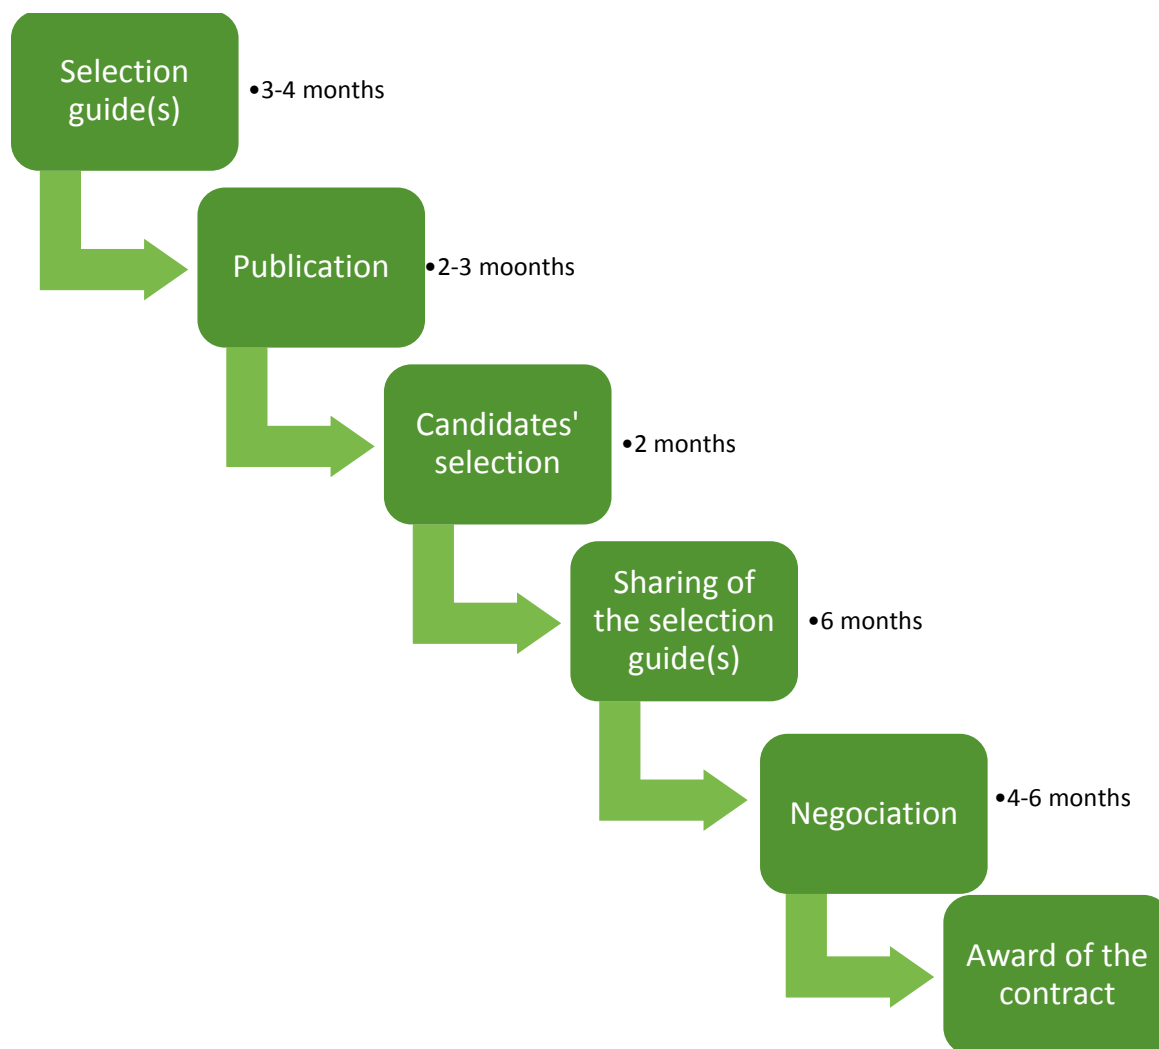 Selection
guide(s)
•3-4 months
Publication
•2-3 moonths
Candidates'
selection
•2 months
Sharing of
the selection
guide(s)
•6 months
Negociation
•4-6 months
Award of the
contract